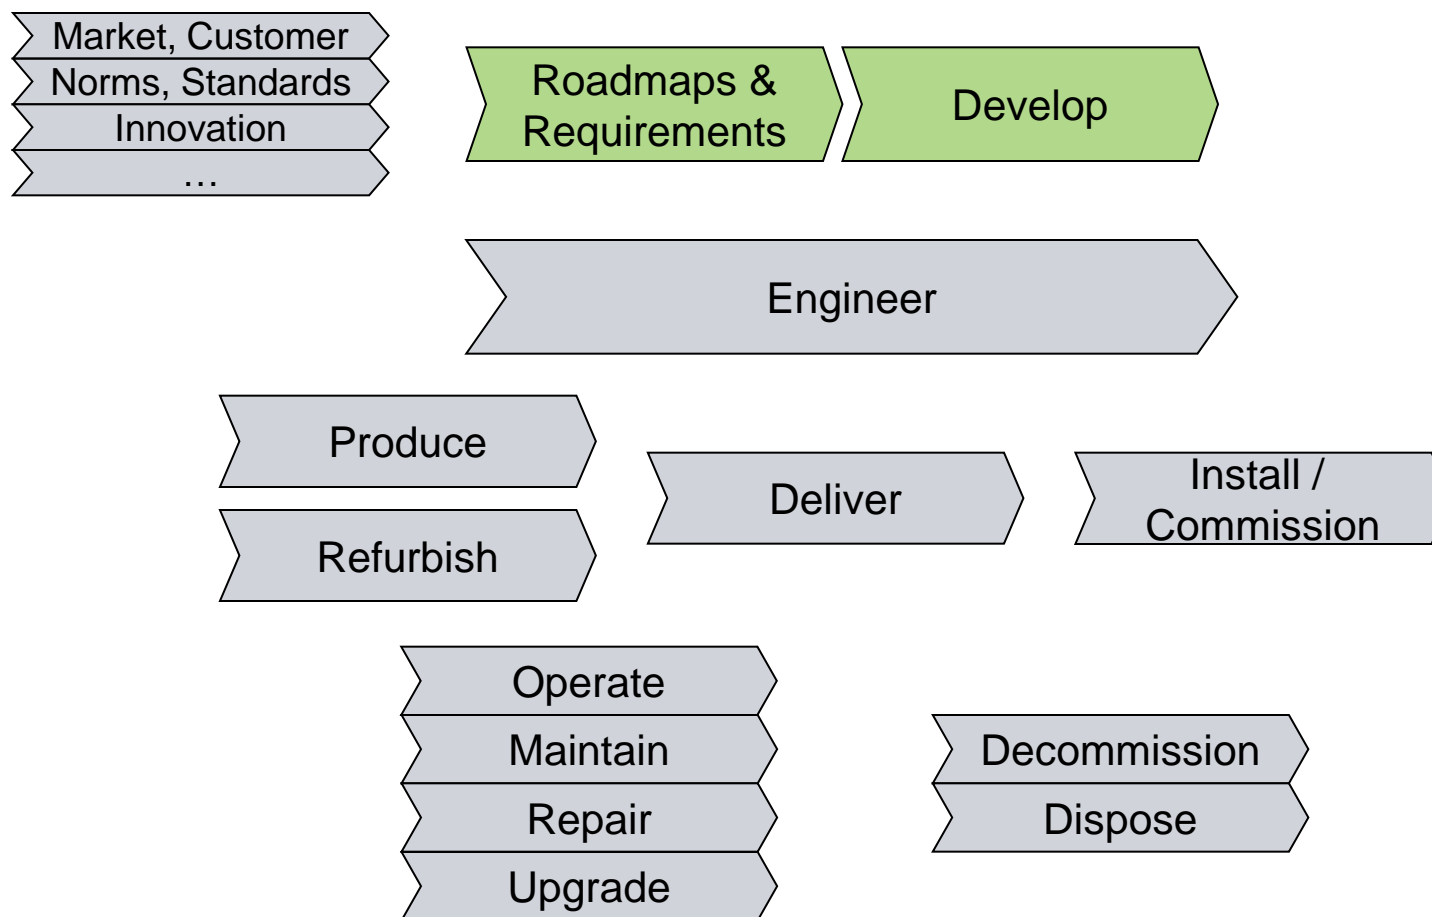 Market, Customer
Norms, Standards
Innovation
…
Roadmaps &
Requirements
Develop
Engineer
Produce
Refurbish
Deliver
Install /
Commission
Operate
Maintain
Repair
Upgrade
Decommission
Dispose